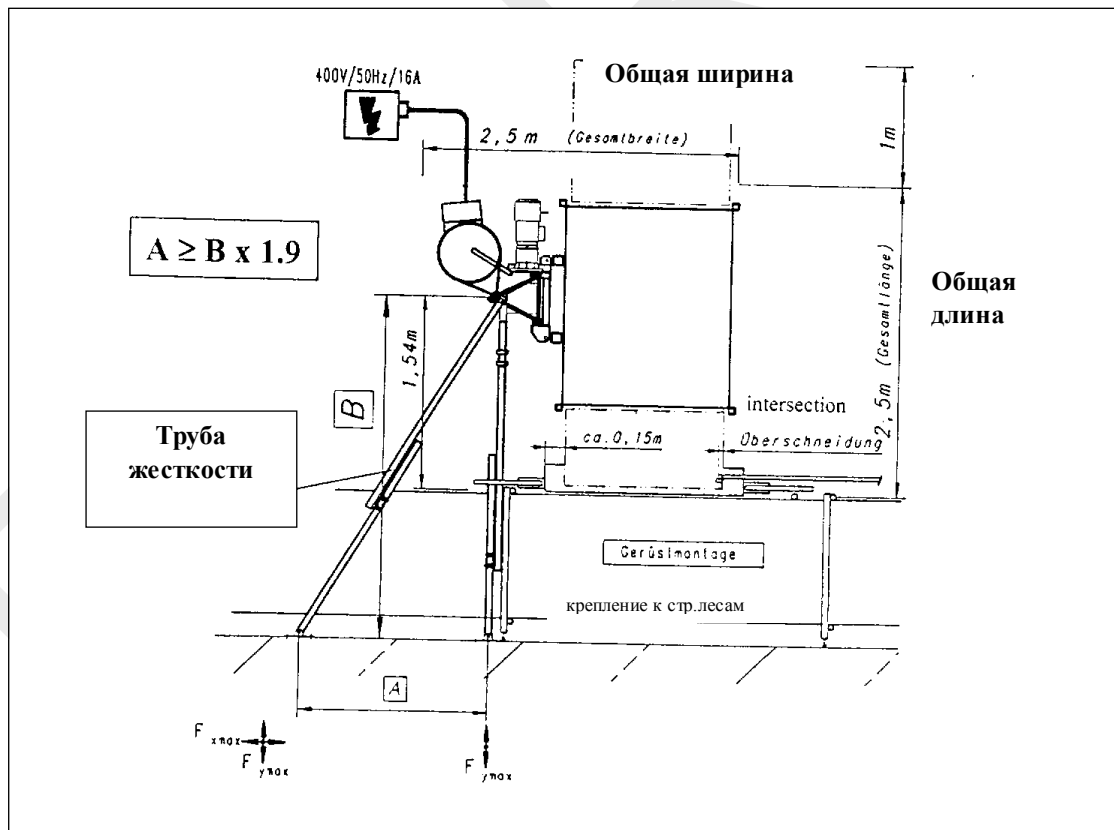 400V/50Hz/16A
Общая ширина
2,5m (Gesamtbreite)
1m
A ≥ B x 1.9
Общая
длина
2,5m (Gesamtlänge)
1,54m
B
intersection
Труба
жесткости
ca.0,15m
Überschneidung
Gerüstmontage
крепление к стр.лесам
A
F xmax
F ymax
F ymax